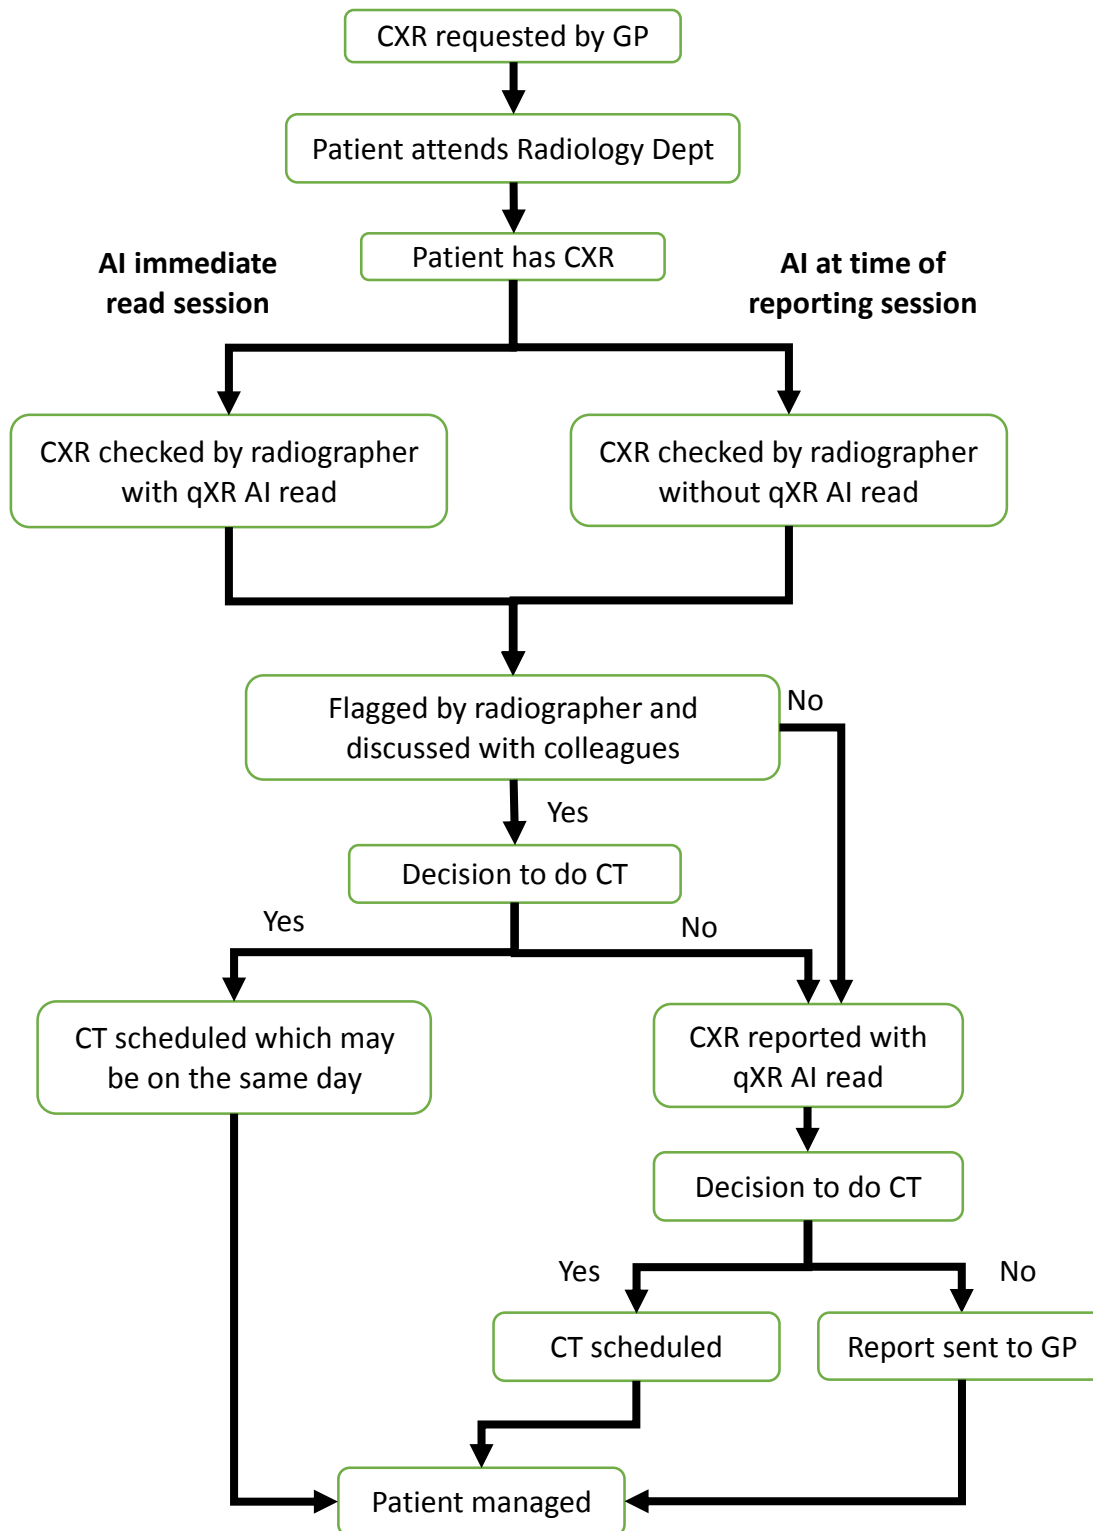 CXR requested by GP
Patient attends Radiology Dept
Patient has CXR
AI immediate
read session
AI at time of
reporting session
CXR checked by radiographer
with qXR AI read
CXR checked by radiographer
without qXR AI read
Flagged by radiographer and
discussed with colleagues
No
Yes
Decision to do CT
Yes
No
CT scheduled which may
be on the same day
CXR reported with
qXR AI read
Decision to do CT
Yes
No
CT scheduled
Report sent to GP
Patient managed